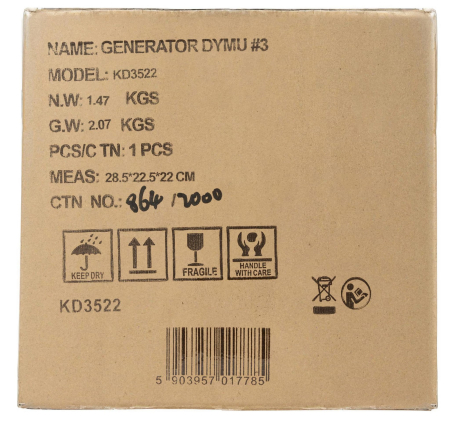 NAME: GENERATOR DYMU #3
MODEL: KD3522
N.W: 1.47 KGS
G.W: 2.07 KGS
PCS/C TN: 1 PCS
MEAS: 28.5*22.5*22 CM
CTN NO.: 864 / 2000
KEEP DRY
FRAGILE
HANDLE
WITH CARE
KD3522
5 903957 017785